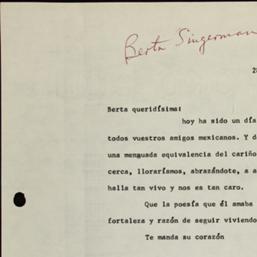 Berta Singerman
2
Berta queridísima:
hoy ha sido un día
todos vuestros amigos mexicanos. Y d
una menguada equivalencia del cariño
cerca, lloraríamos, abrazándote, a a
halla tan vivo y nos es tan caro.
Que la poesía que él amaba
fortaleza y razón de seguir viviendo
Te manda su corazón